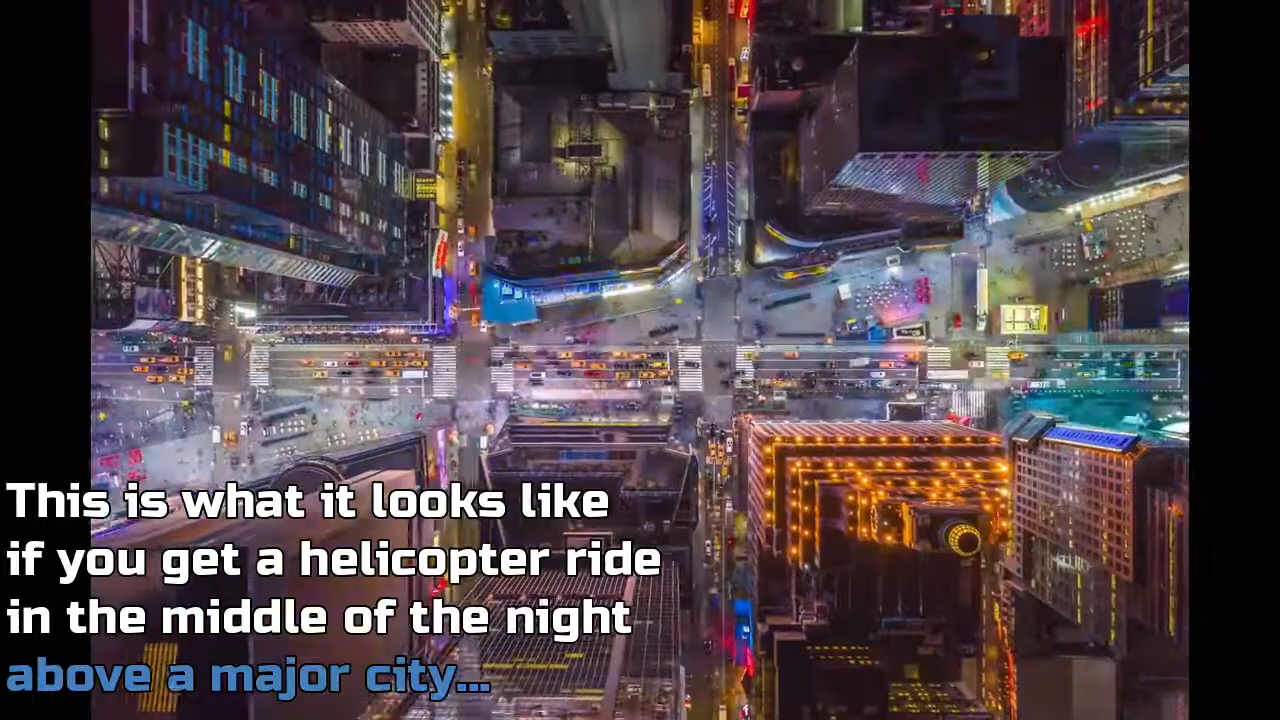 This is what it looks like
if you get a helicopter ride
in the middle of the night
above a major city...